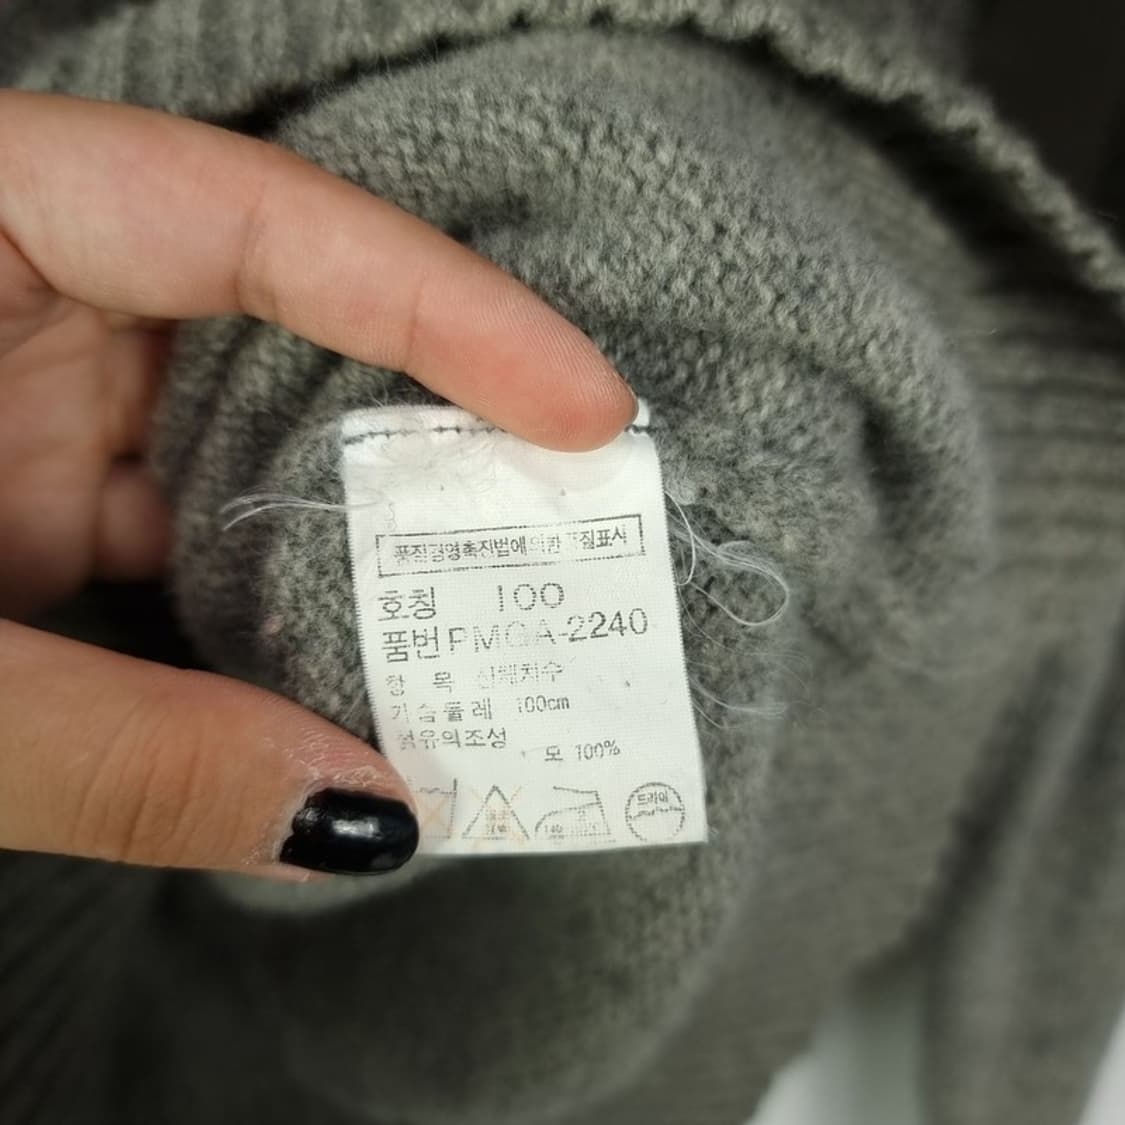 품질경영촉진법에 의한 품질표시
호칭 100
품번 PMGA-2240
항 목 신체치수
가슴둘레 100cm
섬유의조성
모 100%
드라이